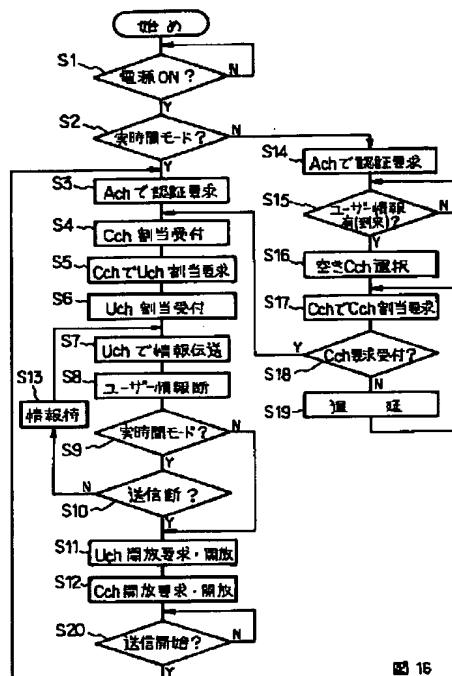 始め
S1
電源ON?
N
Y
S2
実時間モード?
N
Y
S3
Achで認証要求
S4
Cch割当受付
S5
CchでUch割当要求
S6
Uch割当受付
S7
Uchで情報伝送
S8
ユーザー情報断
S13
情報待
S9
実時間モード?
N
Y
S10
送信断?
N
Y
S11
Uch開放要求・開放
S12
Cch開放要求・開放
S20
送信開始?
N
Y
S14
Achで認証要求
S15
ユーザー情報
有(到来)?
N
Y
S16
空きCch選択
S17
CchでCch割当要求
S18
Cch要求受付?
Y
N
S19
遅延
図16